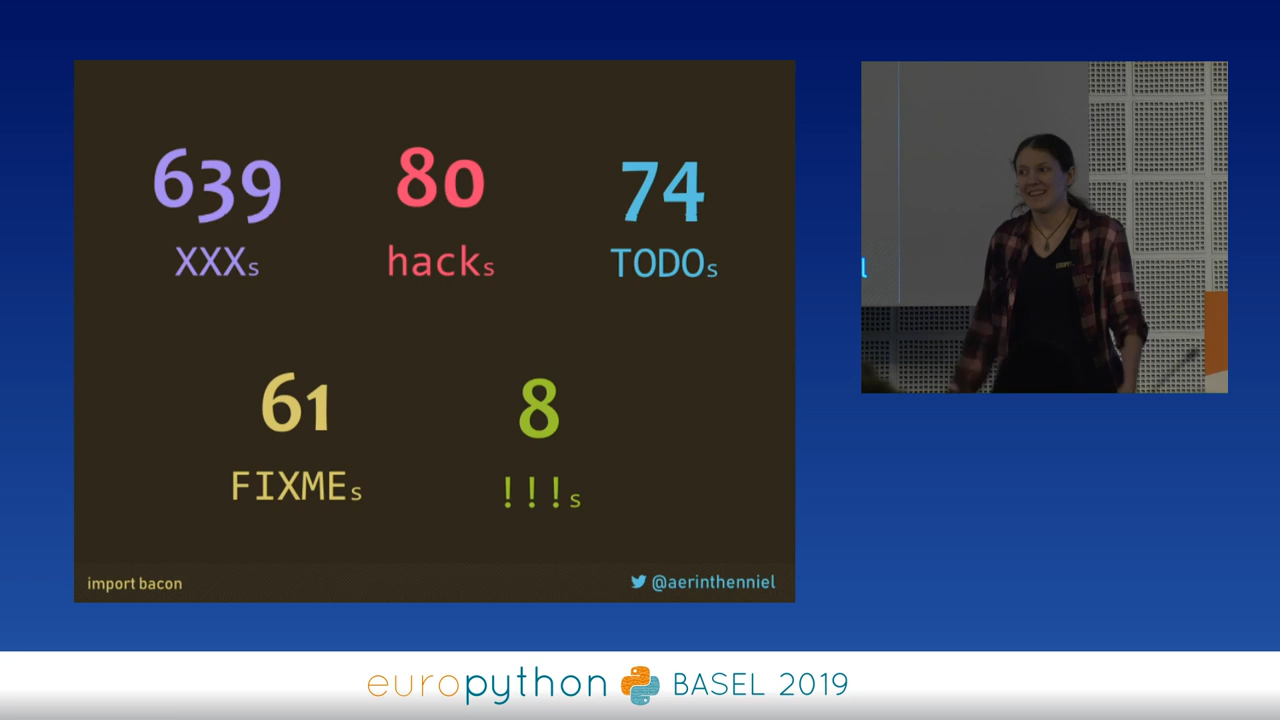 639
XXXs
80
hacks
74
TODOs
61
FIXMEs
8
!!!s
import bacon
@aerinthenniel
l
europython BASEL 2019